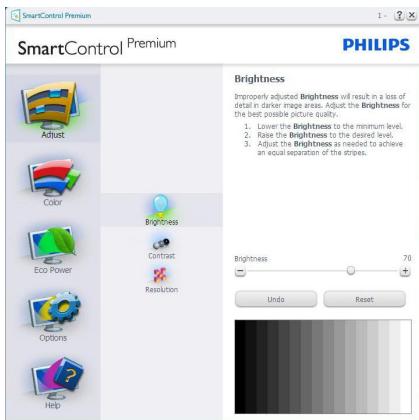 SmartControl Premium
1 - ? X
SmartControl Premium
PHILIPS
Adjust
Color
Eco Power
Options
Help
Brightness
Contrast
Resolution
Brightness
Improperly adjusted Brightness will result in a loss of
detail in darker image areas. Adjust the Brightness for
the best possible picture quality.
1. Lower the Brightness to the minimum level.
2. Raise the Brightness to the desired level.
3. Adjust the Brightness as needed to achieve
an equal separation of the stripes.
Brightness 70
Undo Reset